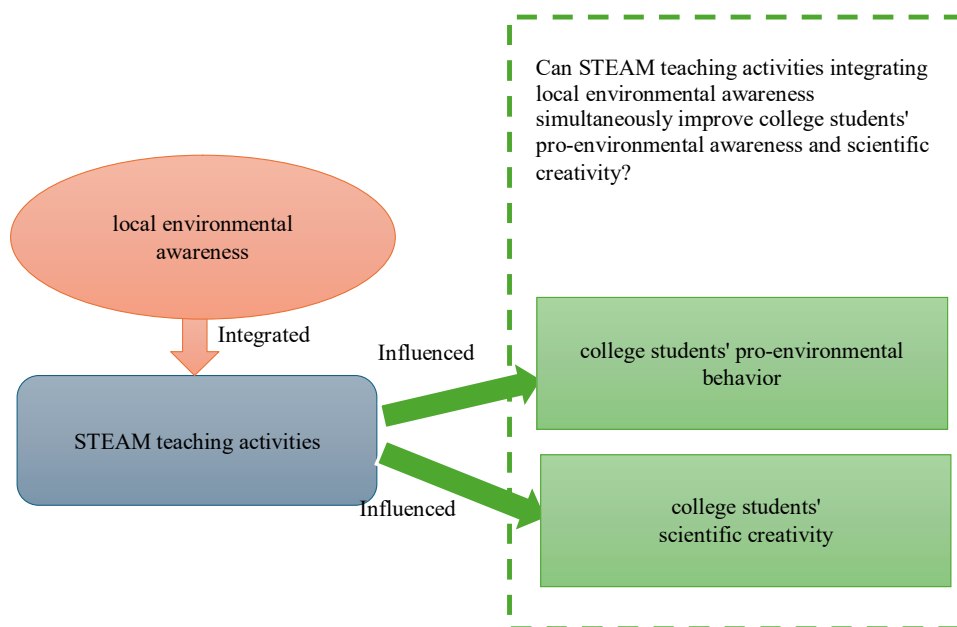 Can STEAM teaching activities integrating
local environmental awareness
simultaneously improve college students'
pro-environmental awareness and scientific
creativity?
local environmental
awareness
Integrated
Influenced
college students' pro-environmental
behavior
STEAM teaching activities
Influenced
college students'
scientific creativity